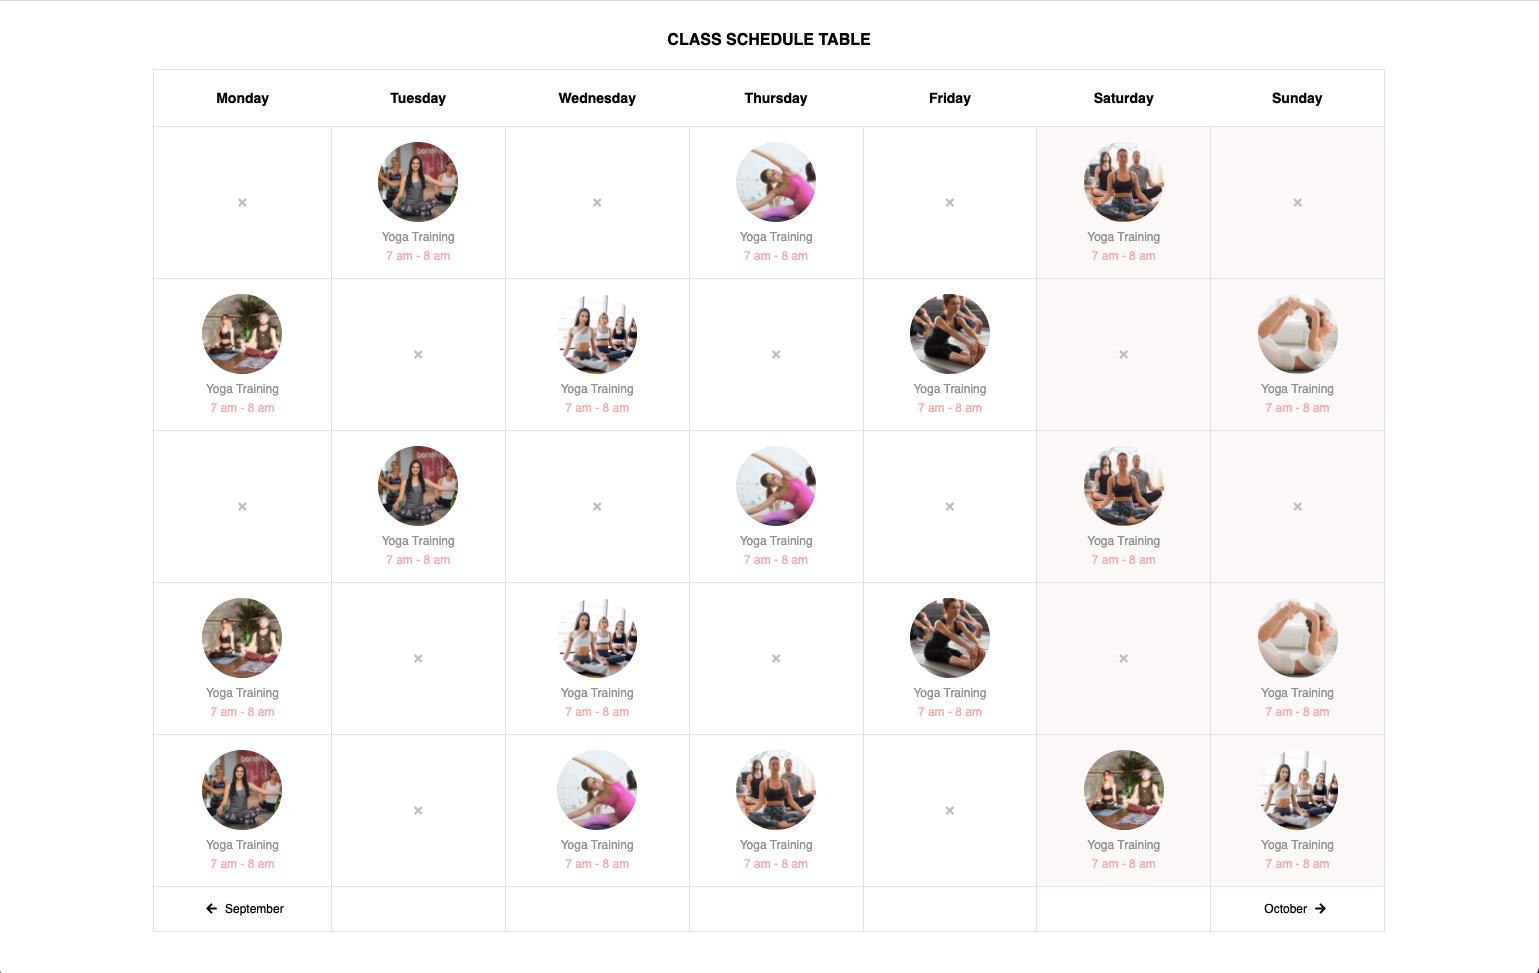 CLASS SCHEDULE TABLE
Monday Tuesday Wednesday Thursday Friday Saturday Sunday
× Yoga Training × Yoga Training × Yoga Training ×
7 am - 8 am 7 am - 8 am 7 am - 8 am
Yoga Training × Yoga Training × Yoga Training × Yoga Training
7 am - 8 am 7 am - 8 am 7 am - 8 am 7 am - 8 am
× Yoga Training × Yoga Training × Yoga Training ×
7 am - 8 am 7 am - 8 am 7 am - 8 am
Yoga Training × Yoga Training × Yoga Training × Yoga Training
7 am - 8 am 7 am - 8 am 7 am - 8 am 7 am - 8 am
Yoga Training × Yoga Training Yoga Training × Yoga Training Yoga Training
7 am - 8 am 7 am - 8 am 7 am - 8 am 7 am - 8 am 7 am - 8 am
← September October →